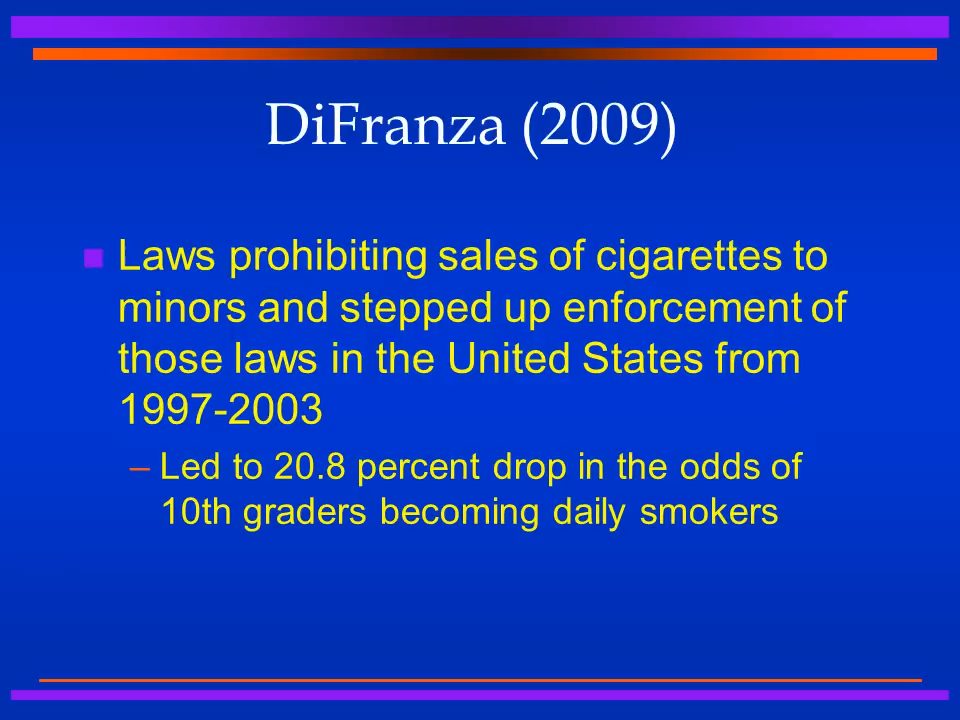 DiFranza (2009)
Laws prohibiting sales of cigarettes to
minors and stepped up enforcement of
those laws in the United States from
1997-2003
– Led to 20.8 percent drop in the odds of
10th graders becoming daily smokers